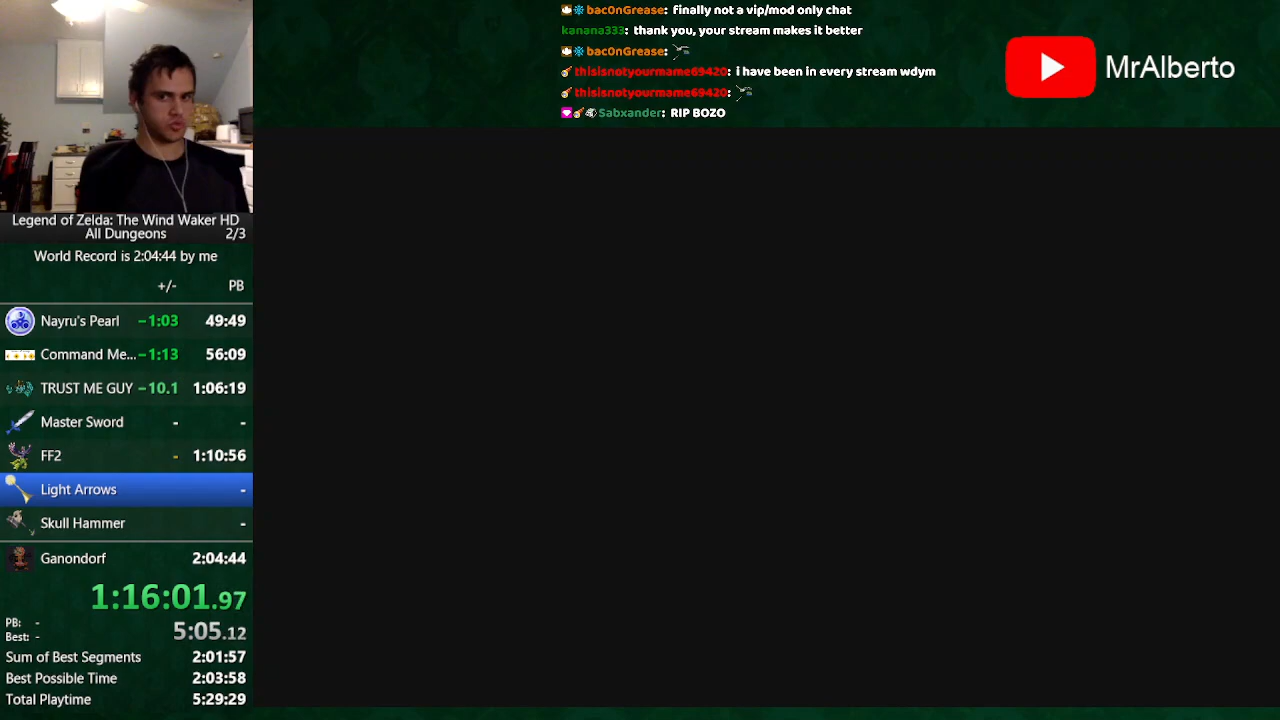 bac0nGrease: finally not a vip/mod only chat
kanana333: thank you, your stream makes it better
bac0nGrease:
thisisnotyourmame69420: i have been in every stream wdym
thisisnotyourmame69420:
Sabxander: RIP BOZO
MrAlberto
Legend of Zelda: The Wind Waker HD
All Dungeons 2/3
World Record is 2:04:44 by me
+/- PB
Nayru's Pearl −1:03 49:49
Command Me... −1:13 56:09
TRUST ME GUY −10.1 1:06:19
Master Sword - -
FF2 - 1:10:56
Light Arrows -
Skull Hammer -
Ganondorf 2:04:44
1:16:01.97
PB: -
Best: - 5:05.12
Sum of Best Segments 2:01:57
Best Possible Time 2:03:58
Total Playtime 5:29:29